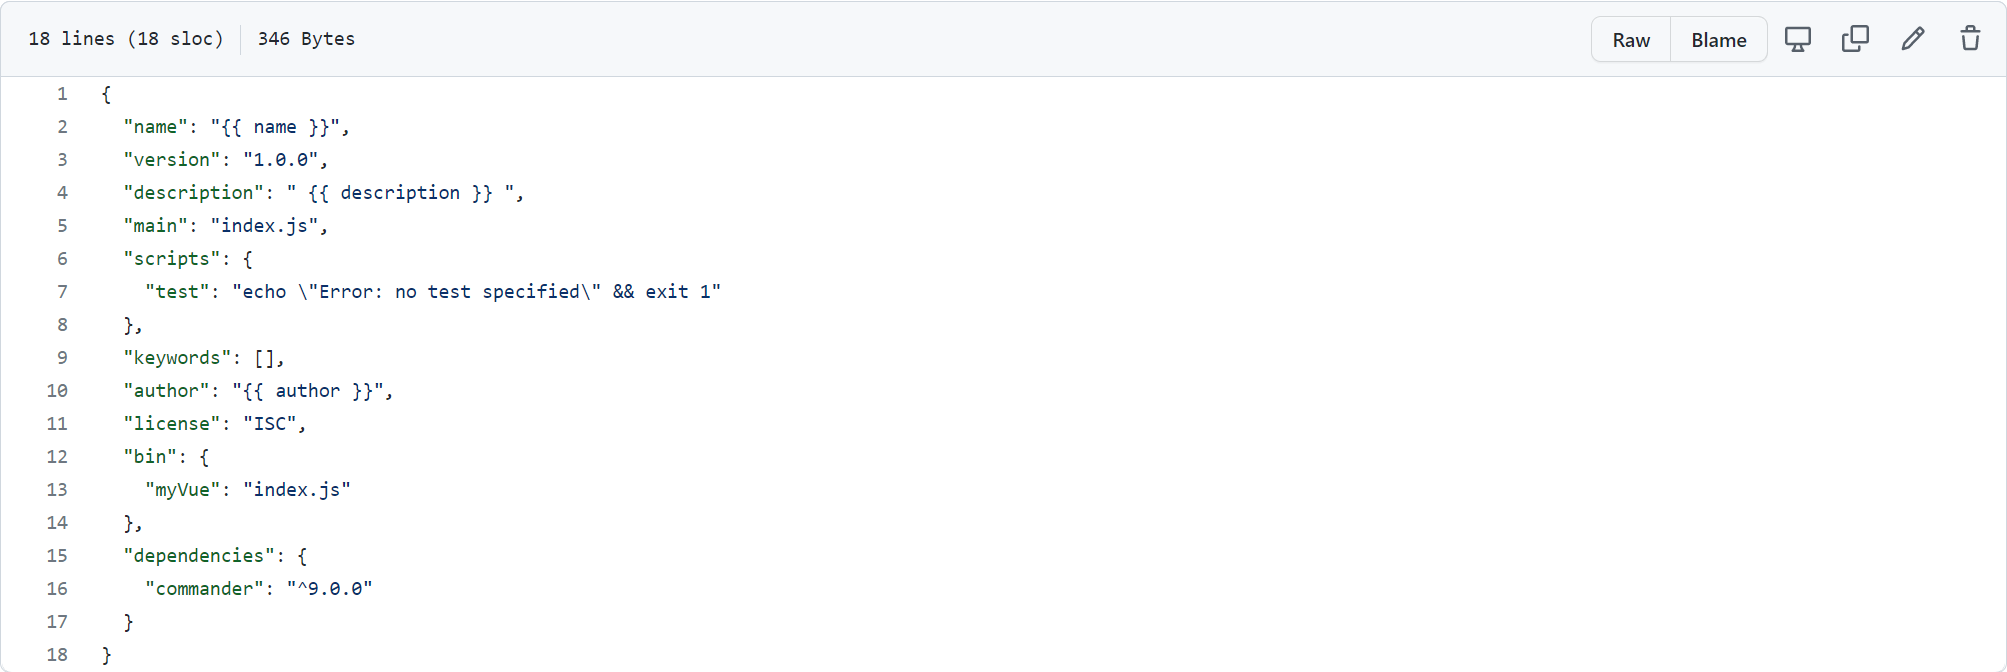 18 lines (18 sloc) 346 Bytes Raw Blame
1 {
2   "name": "{{ name }}",
3   "version": "1.0.0",
4   "description": " {{ description }} ",
5   "main": "index.js",
6   "scripts": {
7     "test": "echo \"Error: no test specified\" && exit 1"
8   },
9   "keywords": [],
10   "author": "{{ author }}",
11   "license": "ISC",
12   "bin": {
13     "myVue": "index.js"
14   },
15   "dependencies": {
16     "commander": "^9.0.0"
17   }
18 }